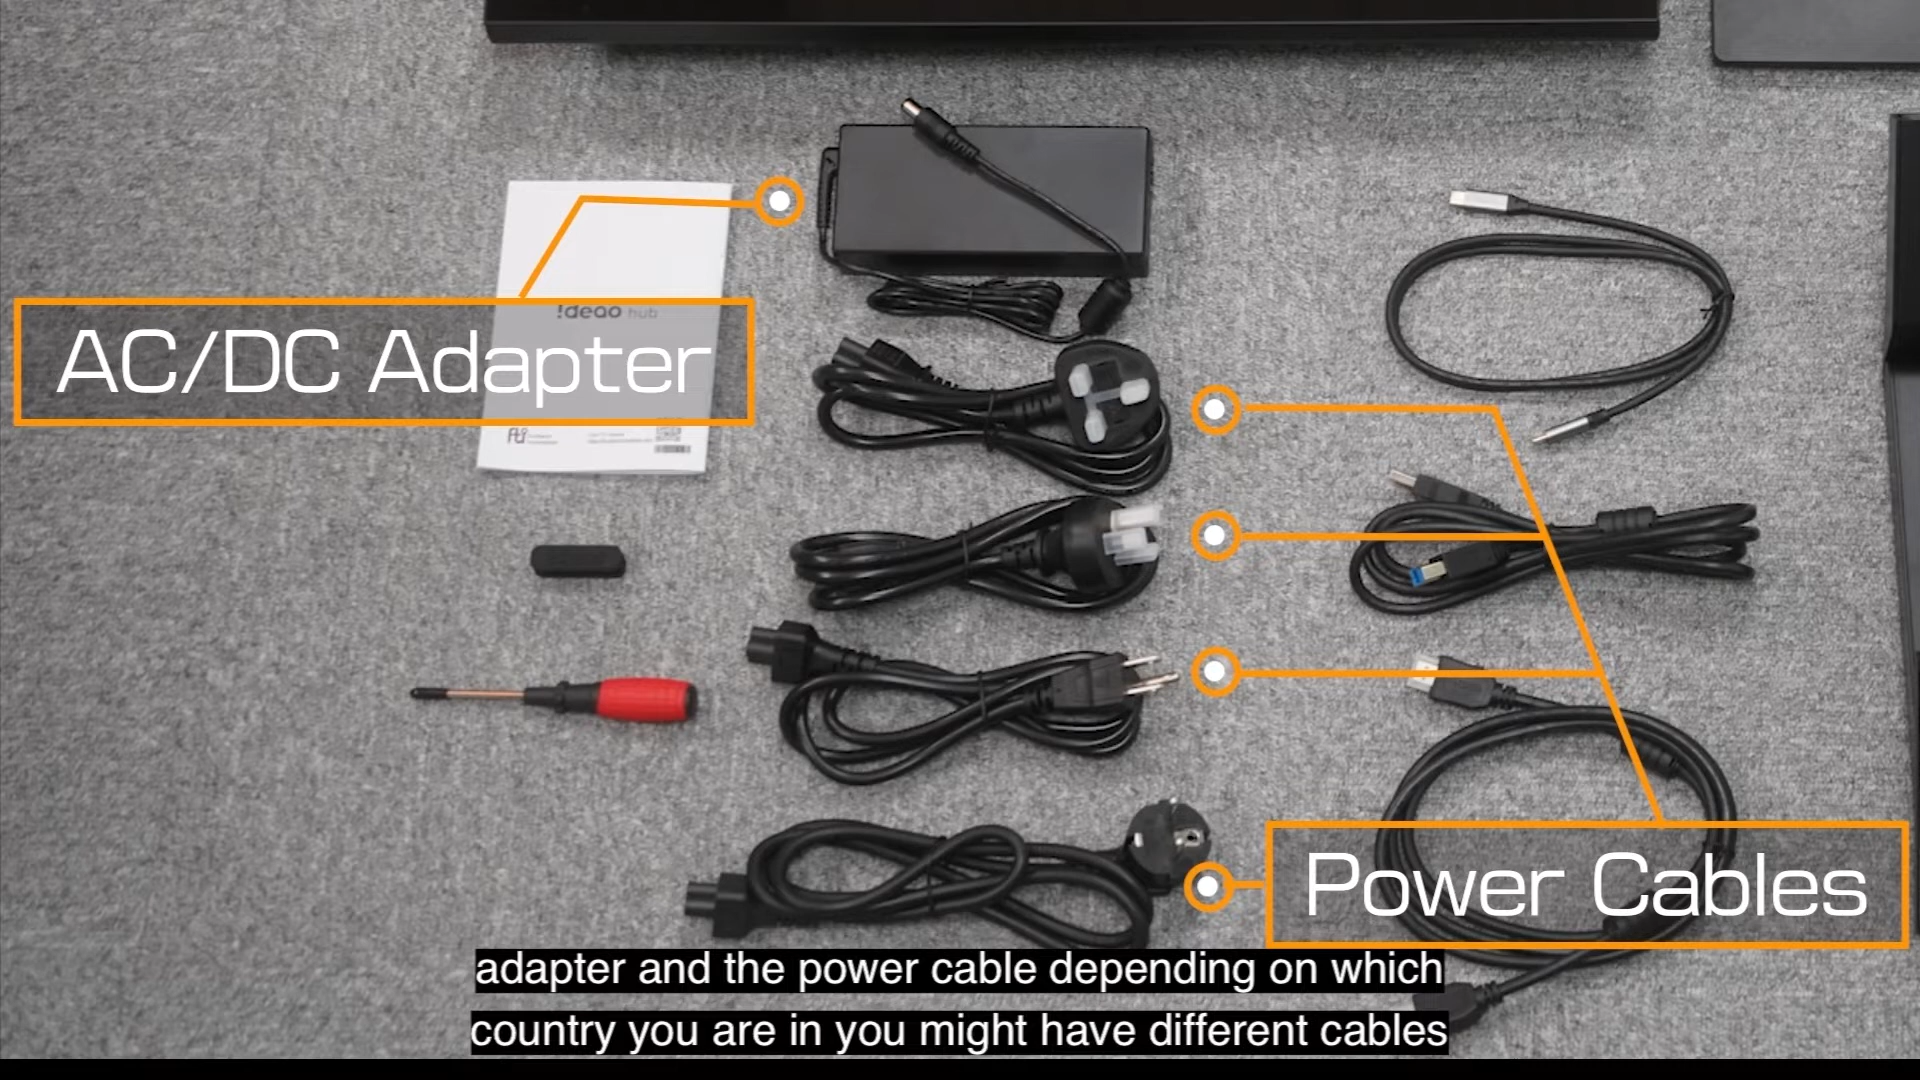 !deao hub
AC/DC Adapter
Power Cables
adapter and the power cable depending on which
country you are in you might have different cables